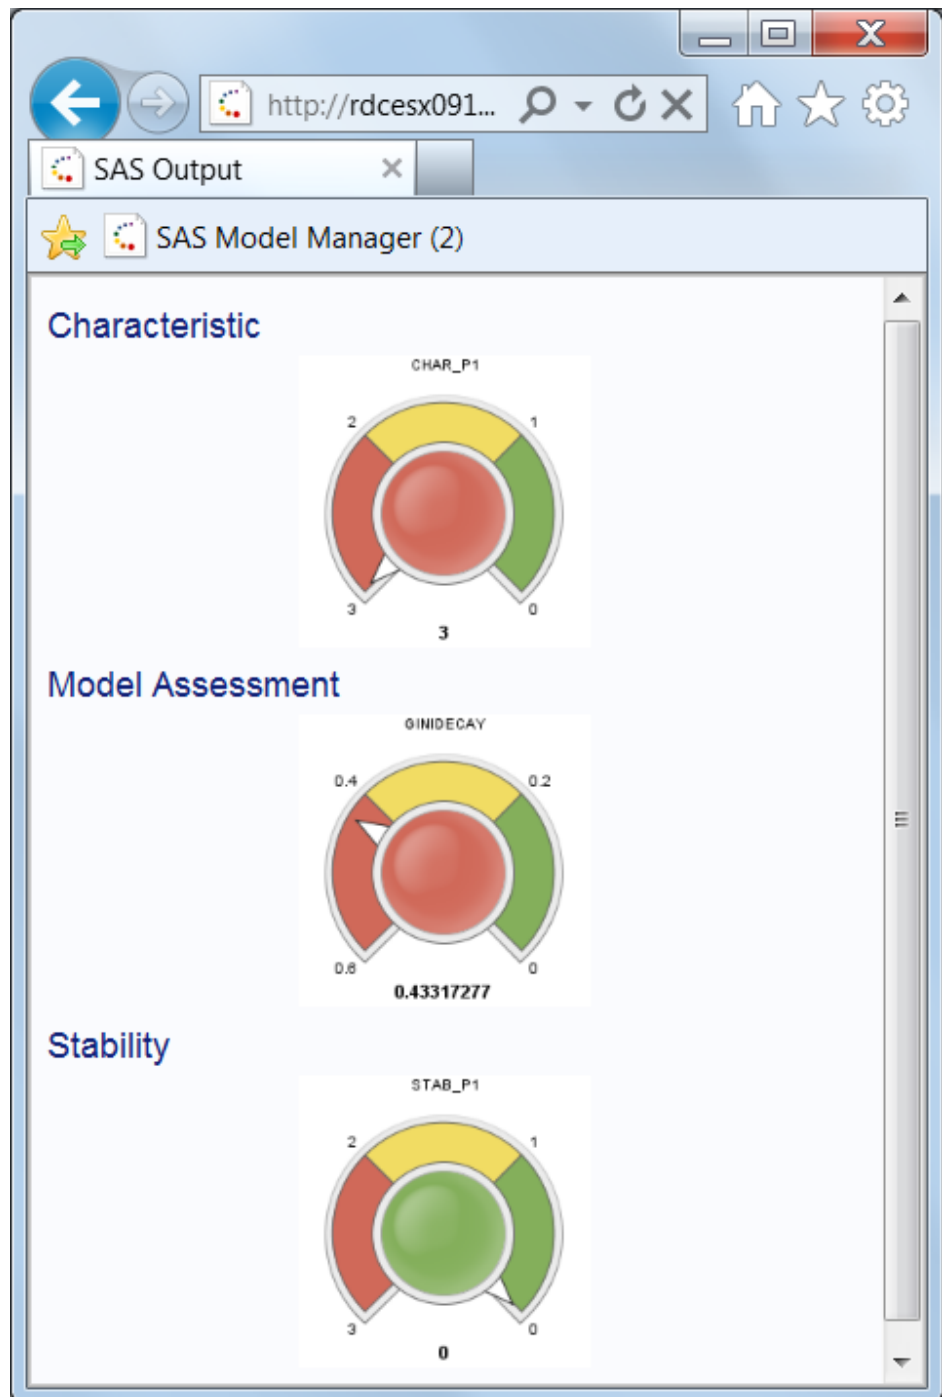 http://rdcesx091...
SAS Output
SAS Model Manager (2)
Characteristic
CHAR_P1
2 1
3 0
3
Model Assessment
GINIDECAY
0.4 0.2
0.6 0
0.43317277
Stability
STAB_P1
2 1
3 0
0